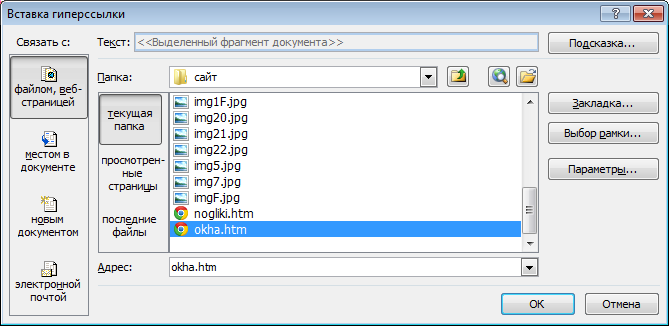 Вставка гиперссылки
Связать с:
Текст: <<Выделенный фрагмент документа>>
Подсказка...
файлом, веб-
страницей
местом в
документе
новым
документом
электронной
почтой
Папка: сайт
текущая
папка
просмотрен-
ные
страницы
последние
файлы
img1F.jpg
img20.jpg
img21.jpg
img22.jpg
img5.jpg
img7.jpg
imgF.jpg
nogliki.htm
okha.htm
Закладка...
Выбор рамки...
Параметры...
Адрес: okha.htm
OK
Отмена